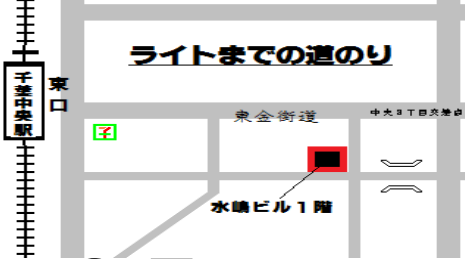 ライトまでの道のり
千葉中央駅
東口
東金街道
中央3丁目交差点
水嶋ビル1階